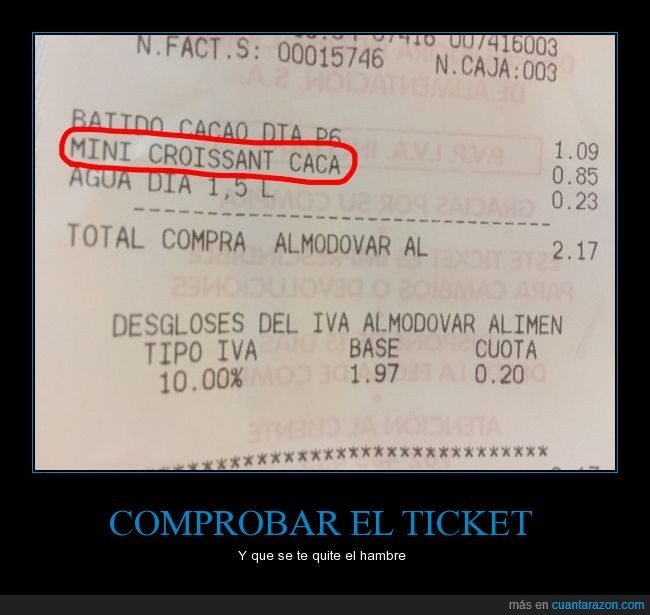 N.FACT.S: 00015746 N.CAJA:003
BATIDO CACAO DIA P6 1.09
MINI CROISSANT CACA 0.85
AGUA DIA 1,5 L 0.23
TOTAL COMPRA ALMODOVAR AL 2.17
DESGLOSES DEL IVA ALMODOVAR ALIMEN
TIPO IVA BASE CUOTA
10.00% 1.97 0.20
COMPROBAR EL TICKET
Y que se te quite el hambre
más en cuantarazon.com